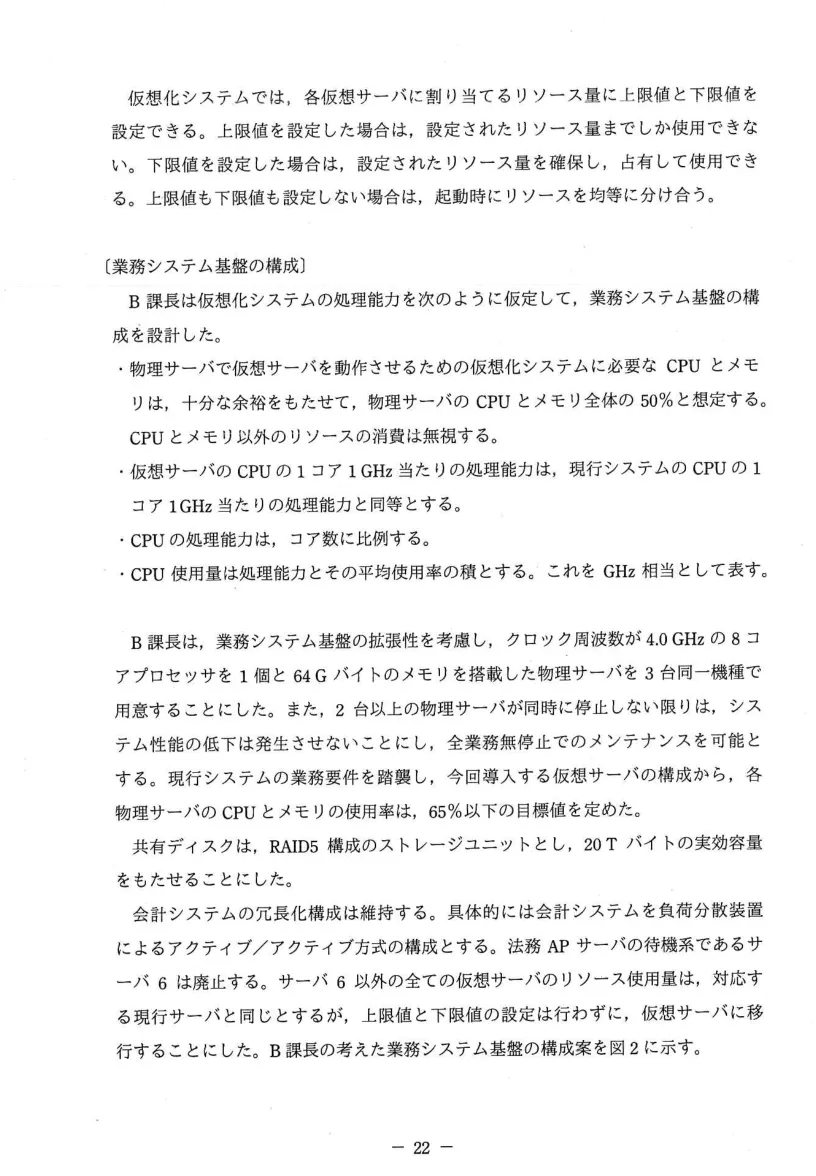 仮想化システムでは，各仮想サーバに割り当てるリソース量に上限値と下限値を
設定できる。上限値を設定した場合は，設定されたリソース量までしか使用できな
い。下限値を設定した場合は，設定されたリソース量を確保し，占有して使用でき
る。上限値も下限値も設定しない場合は，起動時にリソースを均等に分け合う。
〔業務システム基盤の構成〕
B 課長は仮想化システムの処理能力を次のように仮定して，業務システム基盤の構
成を設計した。
・物理サーバで仮想サーバを動作させるための仮想化システムに必要な CPU とメモ
リは，十分な余裕をもたせて，物理サーバの CPU とメモリ全体の 50%と想定する。
CPU とメモリ以外のリソースの消費は無視する。
・仮想サーバの CPU の 1 コア 1 GHz 当たりの処理能力は，現行システムの CPU の 1
コア 1GHz 当たりの処理能力と同等とする。
・CPU の処理能力は，コア数に比例する。
・CPU 使用量は処理能力とその平均使用率の積とする。これを GHz 相当として表す。
B 課長は，業務システム基盤の拡張性を考慮し，クロック周波数が 4.0 GHz の 8 コ
アプロセッサを 1 個と 64 G バイトのメモリを搭載した物理サーバを 3 台同一機種で
用意することにした。また，2 台以上の物理サーバが同時に停止しない限りは，シス
テム性能の低下は発生させないことにし，全業務無停止でのメンテナンスを可能と
する。現行システムの業務要件を踏襲し，今回導入する仮想サーバの構成から，各
物理サーバの CPU とメモリの使用率は，65%以下の目標値を定めた。
共有ディスクは，RAID5 構成のストレージユニットとし，20 T バイトの実効容量
をもたせることにした。
会計システムの冗長化構成は維持する。具体的には会計システムを負荷分散装置
によるアクティブ／アクティブ方式の構成とする。法務 AP サーバの待機系であるサ
ーバ 6 は廃止する。サーバ 6 以外の全ての仮想サーバのリソース使用量は，対応す
る現行サーバと同じとするが，上限値と下限値の設定は行わずに，仮想サーバに移
行することにした。B 課長の考えた業務システム基盤の構成案を図 2 に示す。
－ 22 －